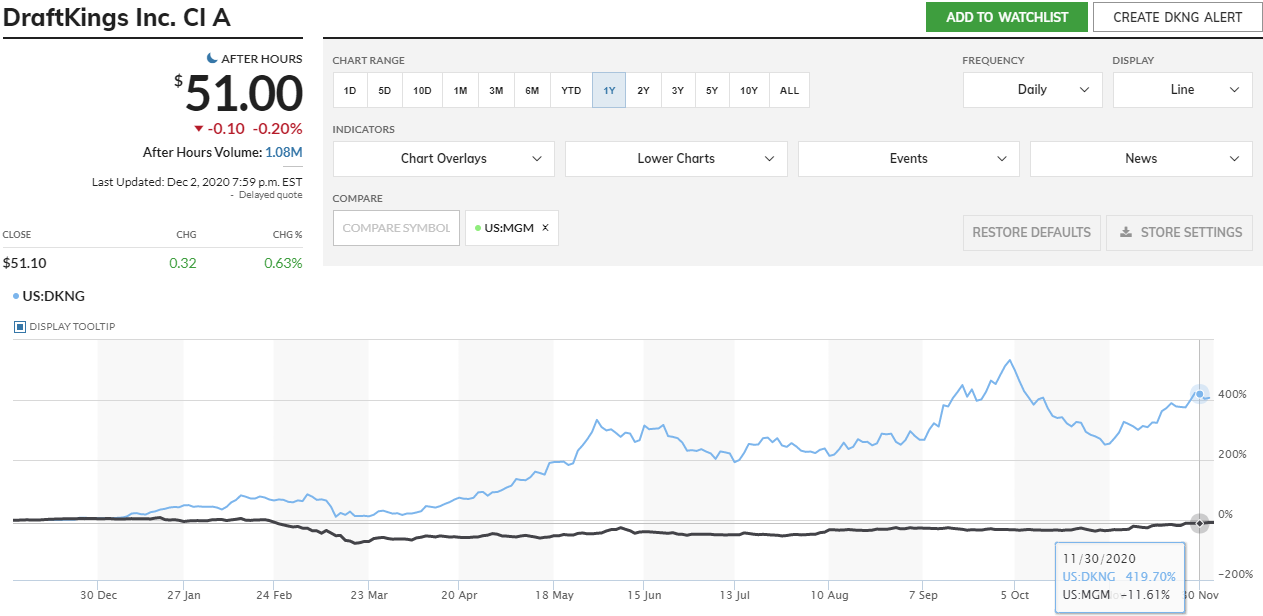 DraftKings Inc. Cl A
ADD TO WATCHLIST
CREATE DKNG ALERT
AFTER HOURS
$51.00
-0.10 -0.20%
After Hours Volume: 1.08M
Last Updated: Dec 2, 2020 7:59 p.m. EST
- Delayed quote
CLOSE CHG CHG %
$51.10 0.32 0.63%
CHART RANGE
1D 5D 10D 1M 3M 6M YTD 1Y 2Y 3Y 5Y 10Y ALL
FREQUENCY
Daily
DISPLAY
Line
INDICATORS
Chart Overlays
Lower Charts
Events
News
COMPARE
COMPARE SYMBOL
US:MGM ×
RESTORE DEFAULTS
STORE SETTINGS
US:DKNG
DISPLAY TOOLTIP
400%
200%
0%
-200%
11/30/2020
US:DKNG 419.70%
US:MGM -11.61%
30 Dec 27 Jan 24 Feb 23 Mar 20 Apr 18 May 15 Jun 13 Jul 10 Aug 7 Sep 5 Oct 30 Nov